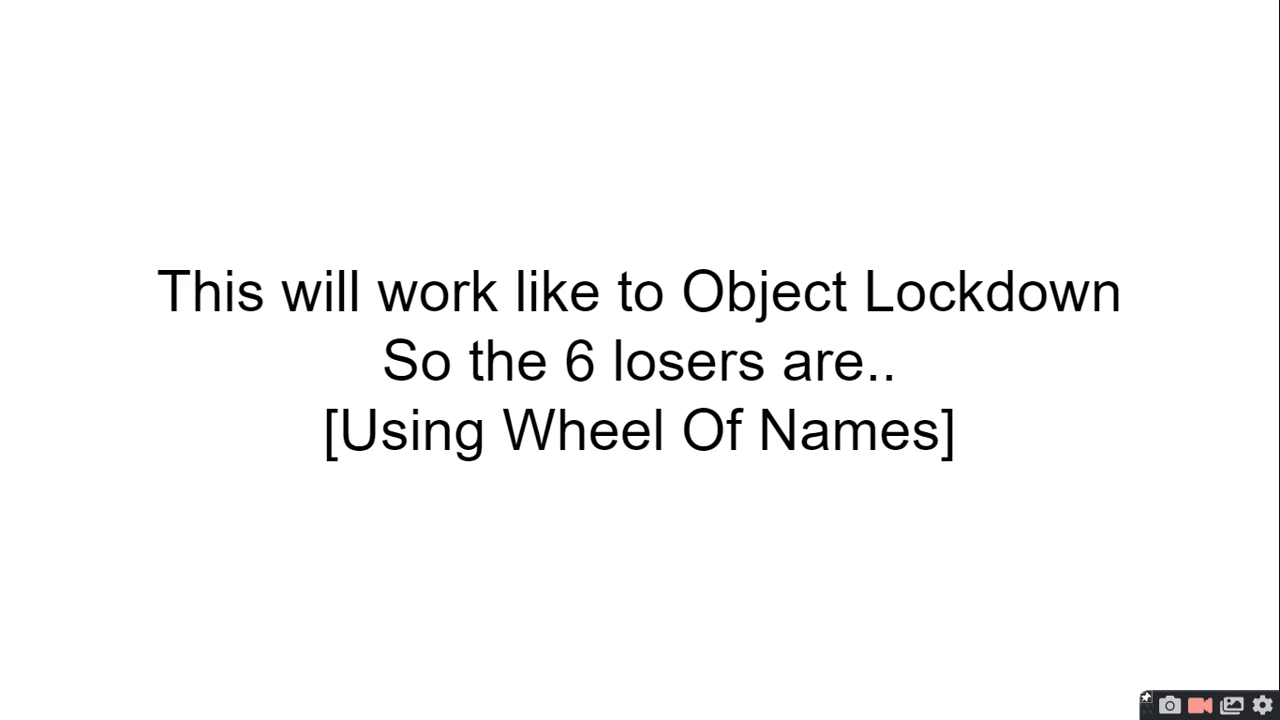 This will work like to Object Lockdown
So the 6 losers are..
[Using Wheel Of Names]